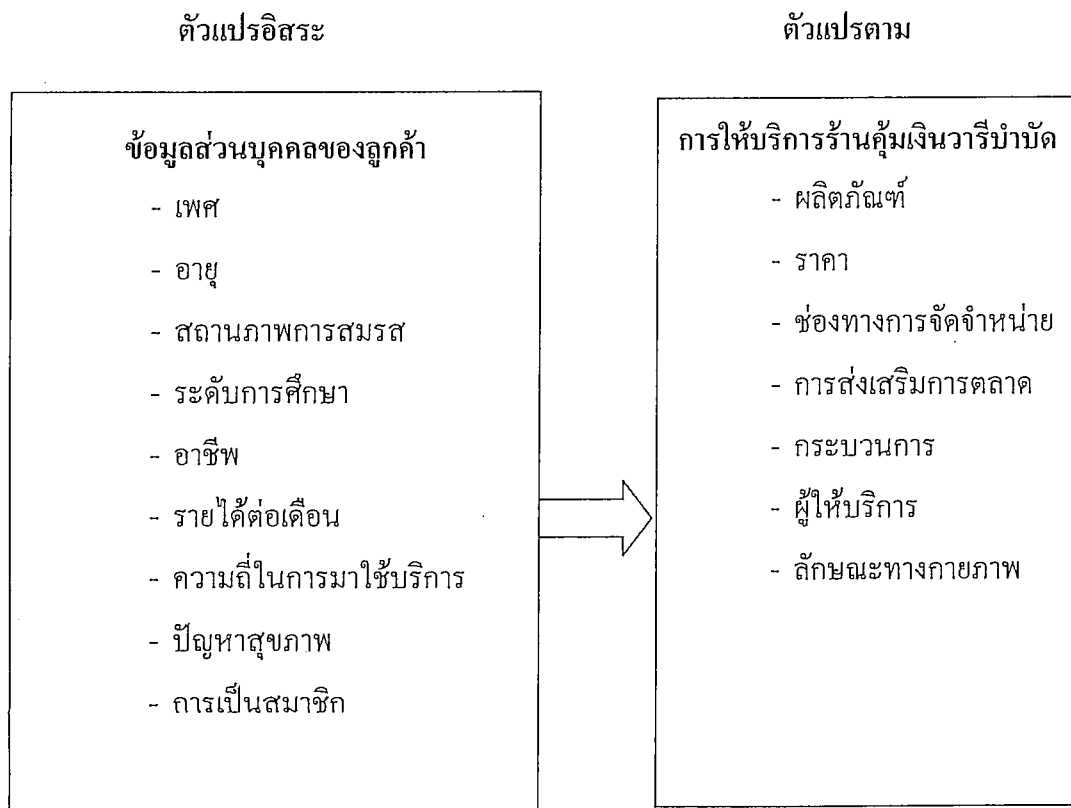 ตัวแปรอิสระ
ตัวแปรตาม
ข้อมูลส่วนบุคคลของลูกค้า
- เพศ
- อายุ
- สถานภาพการสมรส
- ระดับการศึกษา
- อาชีพ
- รายได้ต่อเดือน
- ความถี่ในการมาใช้บริการ
- ปัญหาสุขภาพ
- การเป็นสมาชิก
การให้บริการร้านคุ้มเงินวารีบำบัด
- ผลิตภัณฑ์
- ราคา
- ช่องทางการจัดจำหน่าย
- การส่งเสริมการตลาด
- กระบวนการ
- ผู้ให้บริการ
- ลักษณะทางกายภาพ